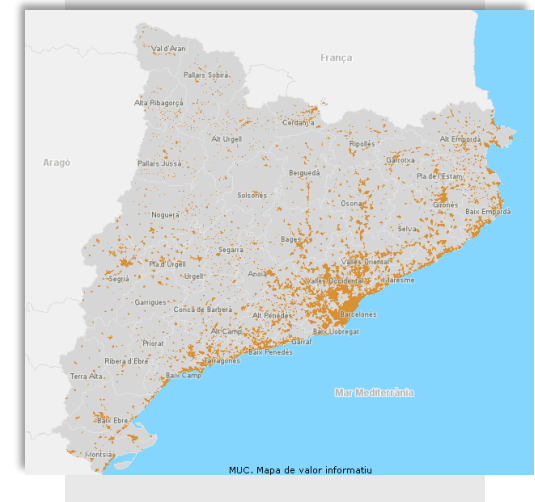 Val d'Aran
França
Pallars Sobirà
Alta Ribagorça
Cerdanya
Alt Urgell
Ripollès
Alt Empordà
Aragó
Pallars Jussà
Garrotxa
Berguedà
Pla de l'Estany
Solsonès
Osona
Gironès
Noguera
Baix Empordà
Selva
Bages
Segarra
Pla d'Urgell
Vallès Oriental
Segrià
Urgell
Anoia
Vallès Occidental
Maresme
Garrigues
Conca de Barberà
Alt Penedès
Barcelonès
Alt Camp
Baix Llobregat
Priorat
Garraf
Baix Penedès
Ribera d'Ebre
Tarragonès
Terra Alta
Baix Camp
Mar Mediterrània
Baix Ebre
Montsià
MUC. Mapa de valor informatiu